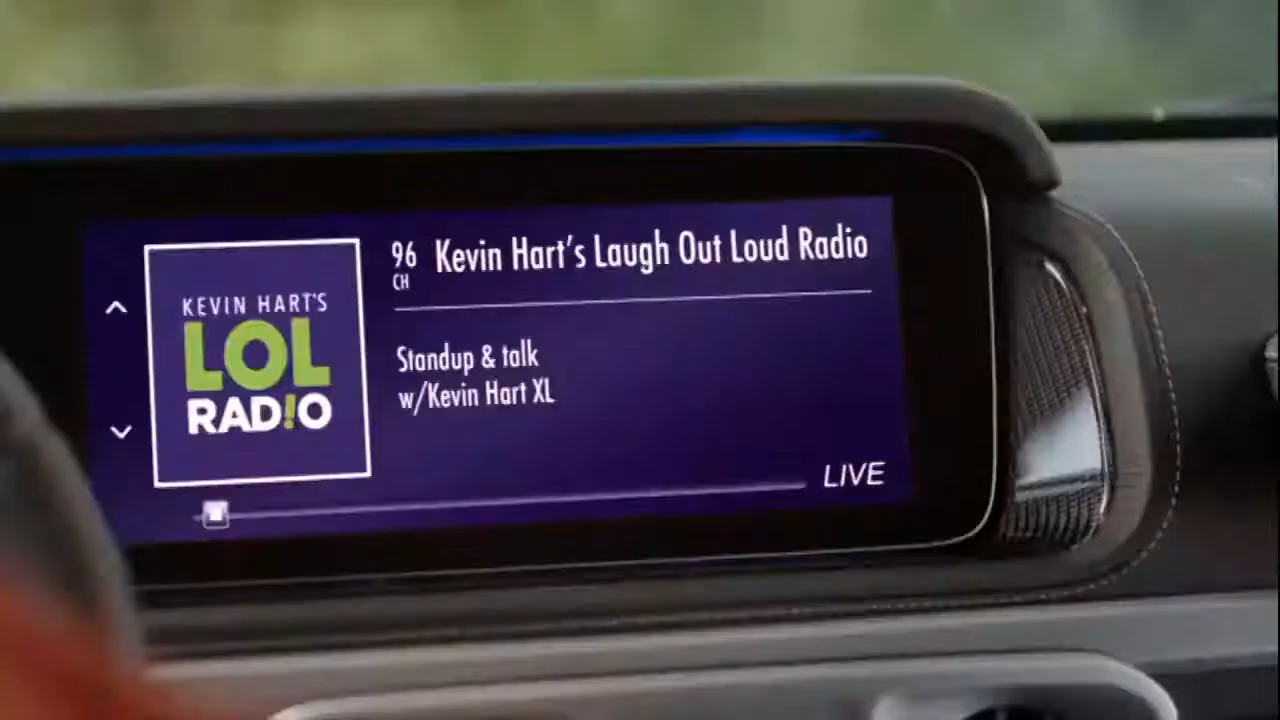 KEVIN HART'S
LOL
RAD!O
96
CH
Kevin Hart's Laugh Out Loud Radio
Standup & talk
w/Kevin Hart XL
LIVE